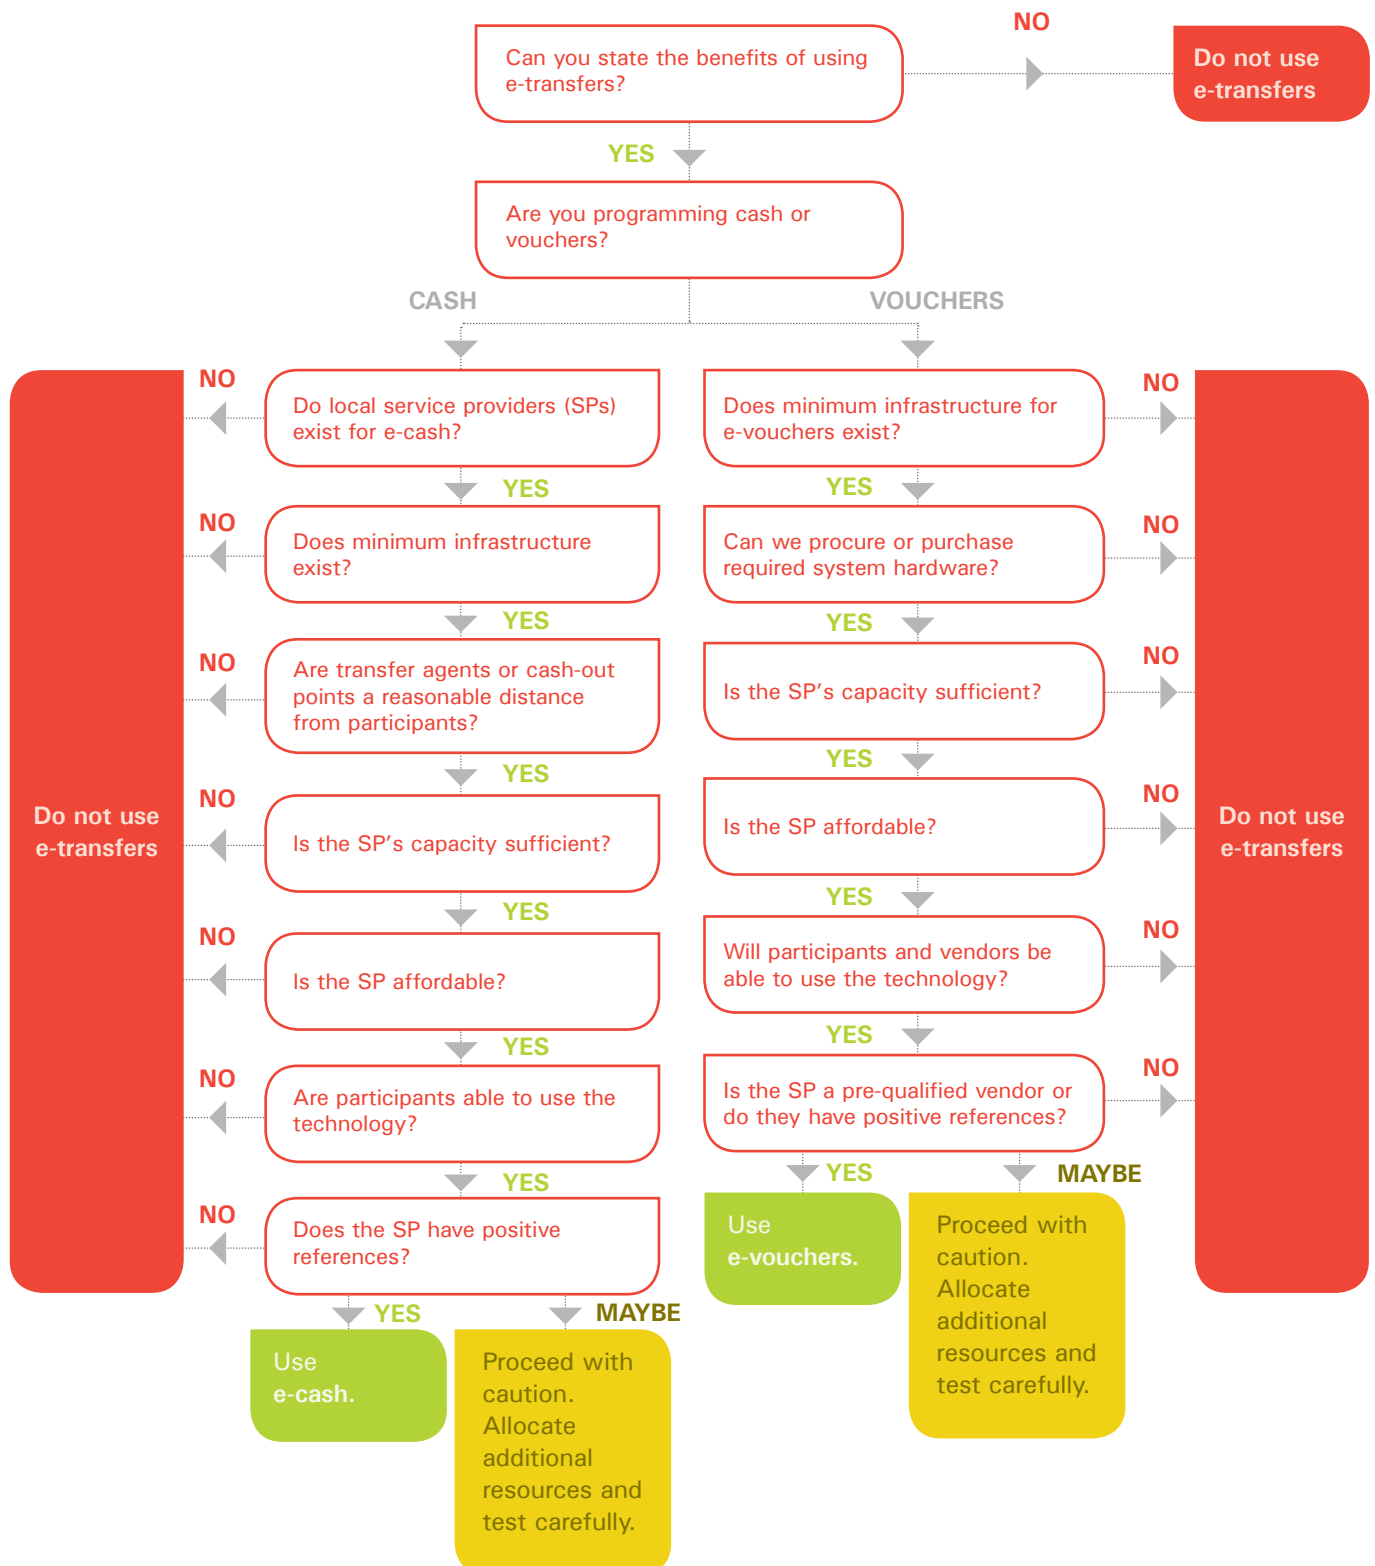 Can you state the benefits of using
e-transfers?
NO
Do not use
e-transfers
YES
Are you programming cash or
vouchers?
CASH
VOUCHERS
NO
Do local service providers (SPs)
exist for e-cash?
YES
NO
Does minimum infrastructure
exist?
YES
NO
Are transfer agents or cash-out
points a reasonable distance
from participants?
YES
NO
Is the SP’s capacity sufficient?
YES
NO
Is the SP affordable?
YES
NO
Are participants able to use the
technology?
YES
NO
Does the SP have positive
references?
YES
MAYBE
Use
e-cash.
Proceed with
caution.
Allocate
additional
resources and
test carefully.
Do not use
e-transfers
Does minimum infrastructure for
e-vouchers exist?
NO
YES
Can we procure or purchase
required system hardware?
NO
YES
Is the SP’s capacity sufficient?
NO
YES
Is the SP affordable?
NO
YES
Will participants and vendors be
able to use the technology?
NO
YES
Is the SP a pre-qualified vendor or
do they have positive references?
NO
YES
MAYBE
Use
e-vouchers.
Proceed with
caution.
Allocate
additional
resources and
test carefully.
Do not use
e-transfers